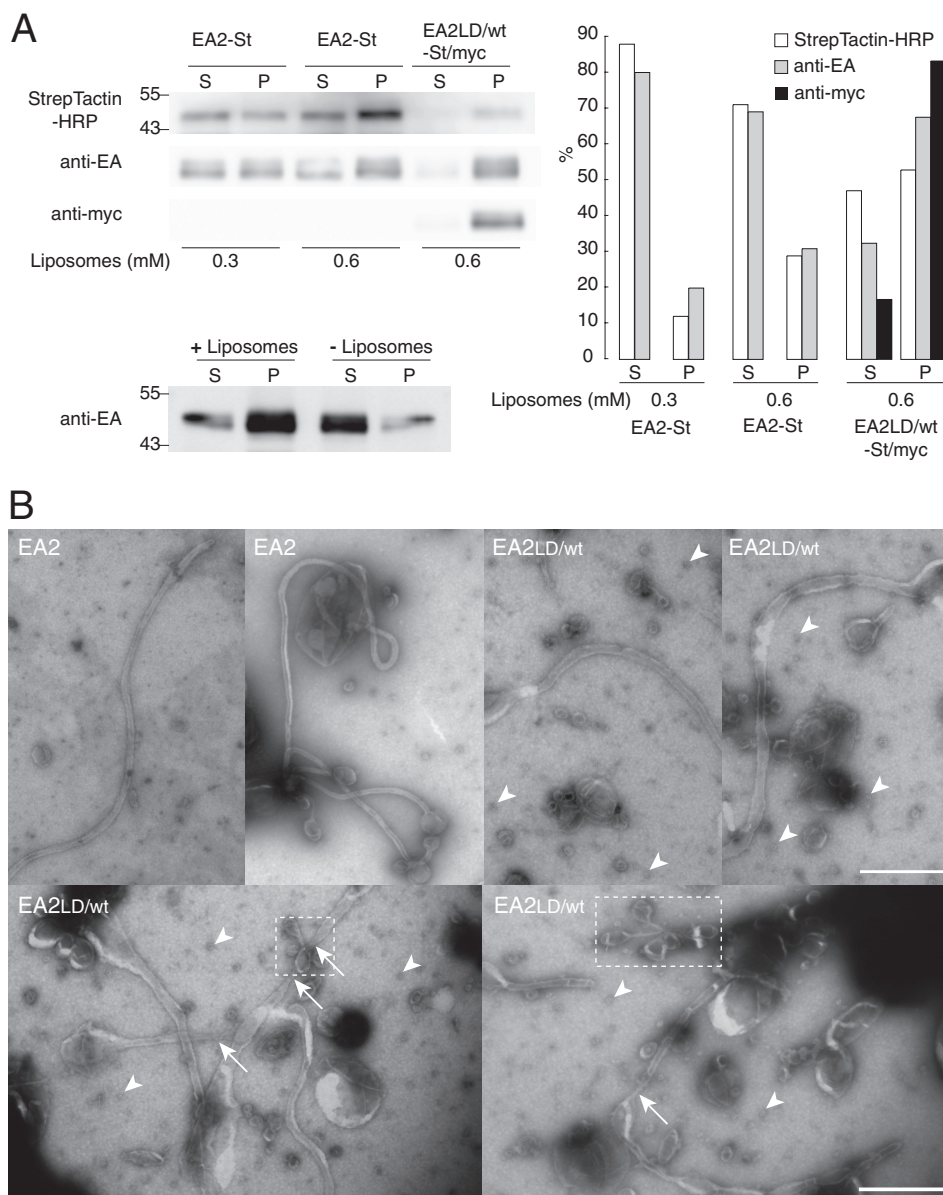 A
EA2-St EA2-St EA2LD/wt
-St/myc
S P S P S P
StrepTactin
-HRP
55
43
anti-EA
anti-myc
Liposomes (mM) 0.3 0.6 0.6
+ Liposomes - Liposomes
S P S P
anti-EA
55
43
StrepTactin-HRP
anti-EA
anti-myc
%
90
80
70
60
50
40
30
20
10
0
S P S P S P
Liposomes (mM) 0.3 0.6 0.6
EA2-St EA2-St EA2LD/wt
-St/myc
B
EA2 EA2 EA2LD/wt EA2LD/wt
EA2LD/wt EA2LD/wt